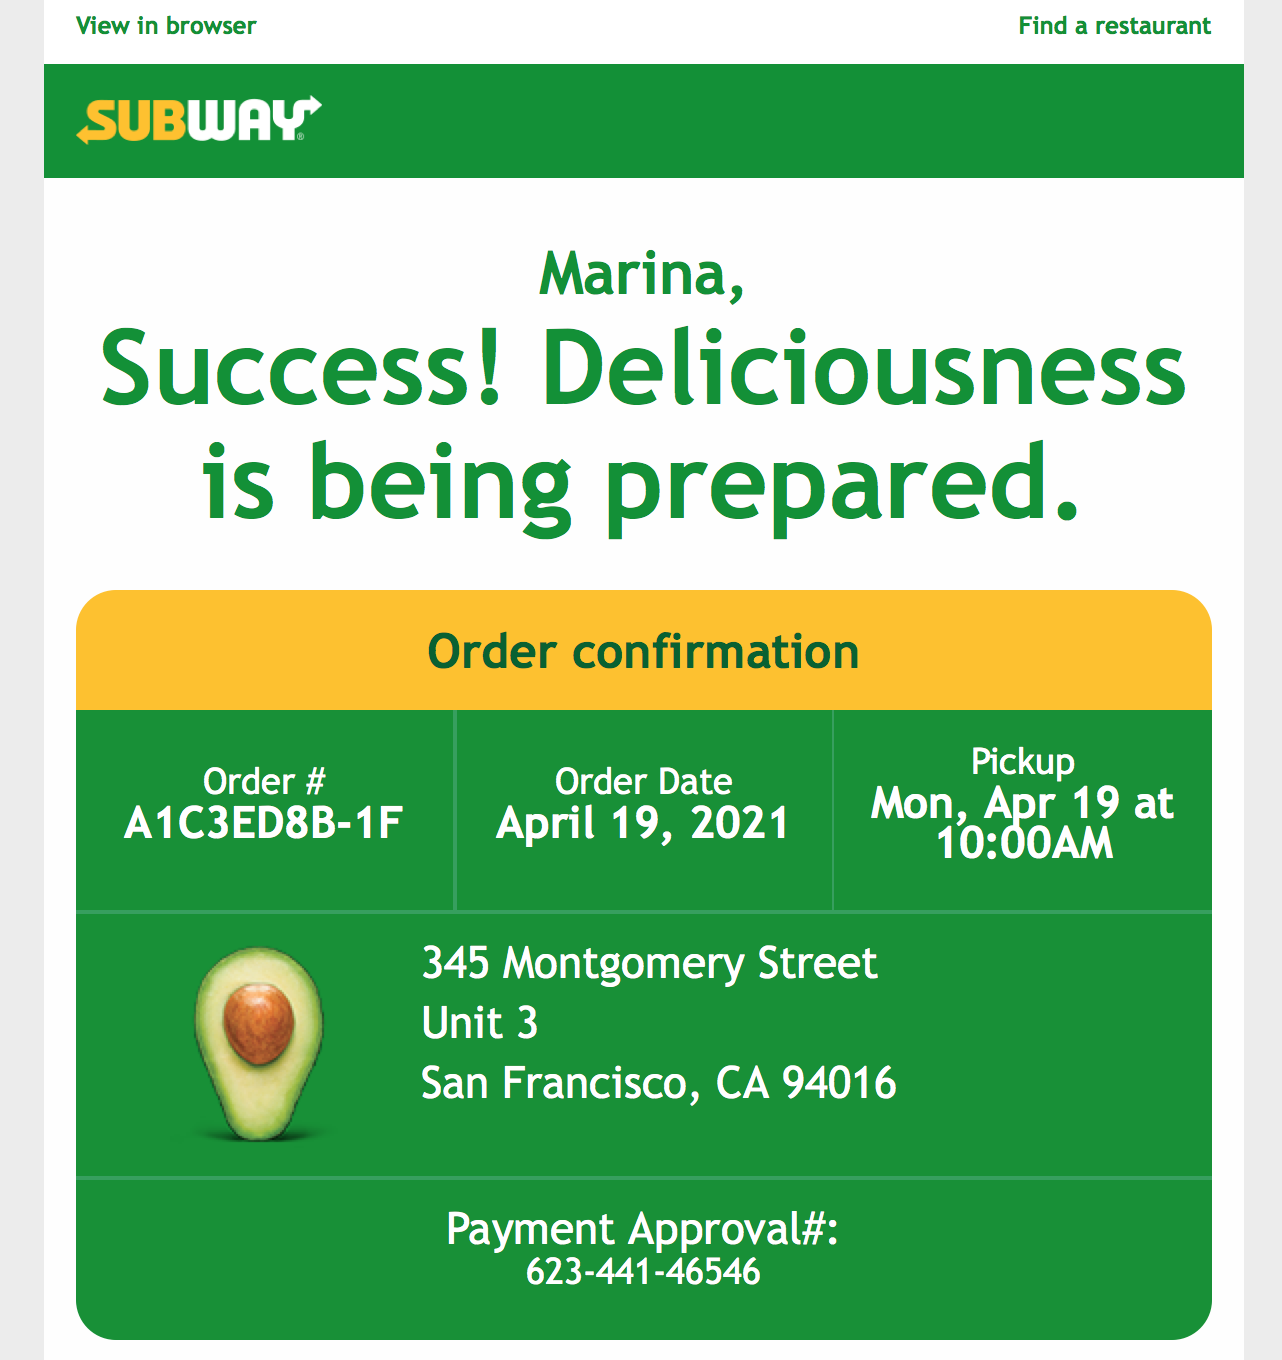 View in browser
Find a restaurant
SUBWAY®
Marina,
Success! Deliciousness
is being prepared.
Order confirmation
Order #
A1C3ED8B-1F
Order Date
April 19, 2021
Pickup
Mon, Apr 19 at
10:00AM
345 Montgomery Street
Unit 3
San Francisco, CA 94016
Payment Approval#:
623-441-46546